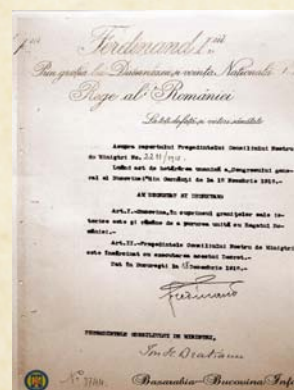 Ferdinand I
Prin grația lui Dumnezeu și voința Națională
Rege al României
La toți de față și viitori sănătate
Asupra raportului Președintelui Consiliului Nostru
de Miniștri No.
Luând act de hotărârea unanimă a Congresului gene-
ral al Bucovinei din Cernăuți de la 15 Noembrie 1918.-
AM DECRETAT ȘI DECRETĂM
Art.I.-Bucovina, în cuprinsul granițelor sale is-
torice este și rămâne de a pururea unită cu Regatul Ro-
mâniei.
Art.II.-Președintele Consiliului Nostru de Miniștri
este însărcinat cu executarea acestui Decret.-
Dat în București la 18 Decembrie 1918.-
Ferdinand
PREȘEDINTELE CONSILIULUI DE MINIȘTRI,
Ion I. C. Bratianu
No. 3744.
Basarabia-Bucovina.Info